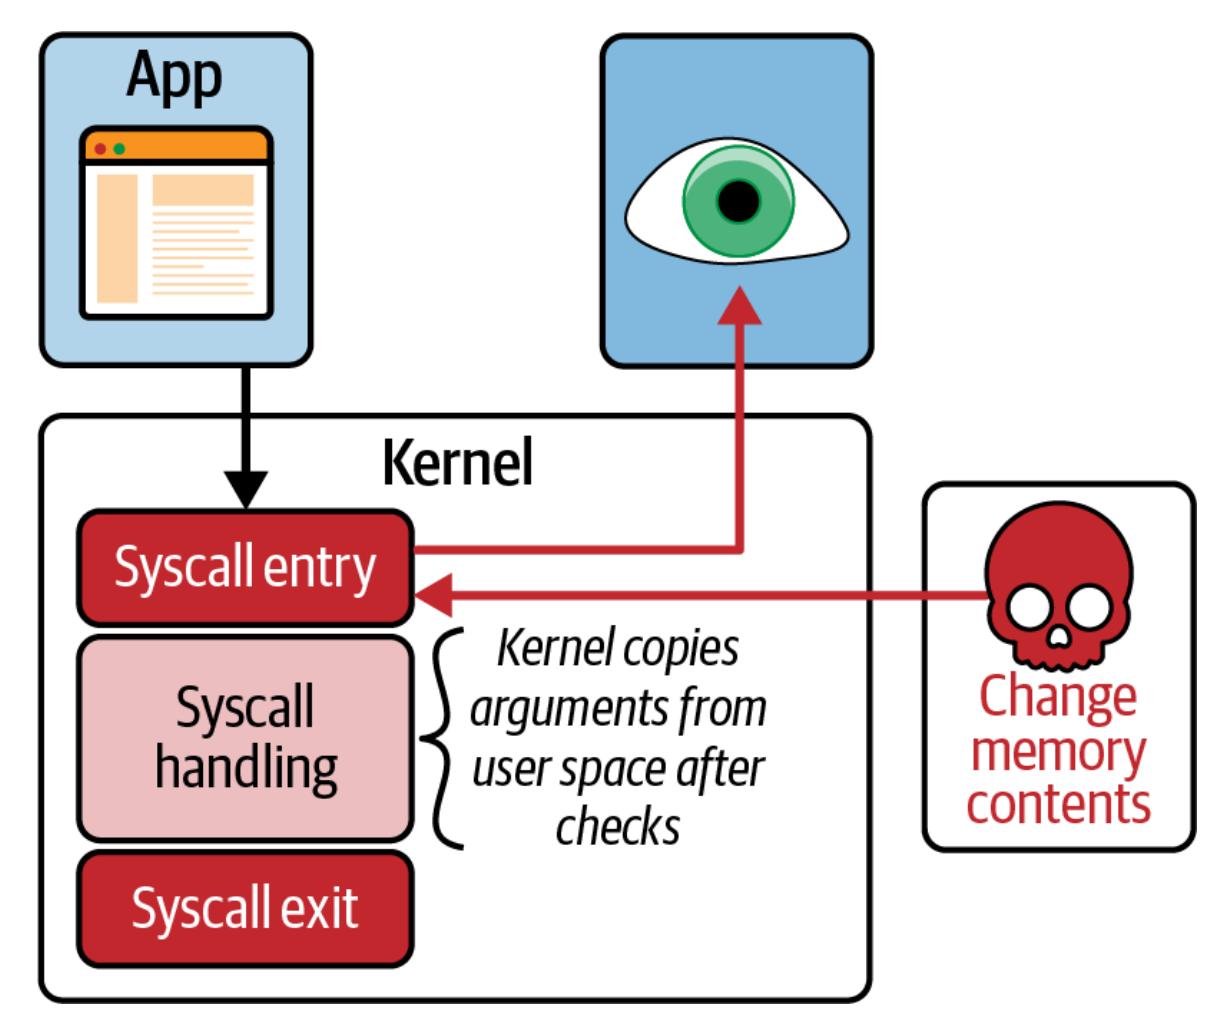 App
Kernel
Syscall entry
Syscall
handling
Kernel copies
arguments from
user space after
checks
Syscall exit
Change
memory
contents